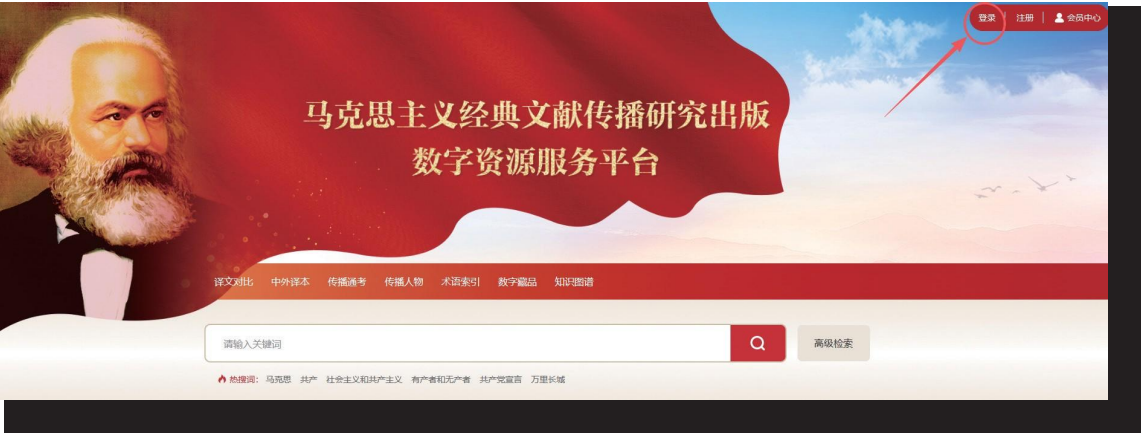 登录 | 注册 | 会员中心
马克思主义经典文献传播研究出版
数字资源服务平台
译文对比 中外译本 传播通考 传播人物 术语索引 数字藏品 知识图谱
请输入关键词
高级检索
热搜词： 马克思 共产 社会主义和共产主义 有产者和无产者 共产党宣言 万里长城